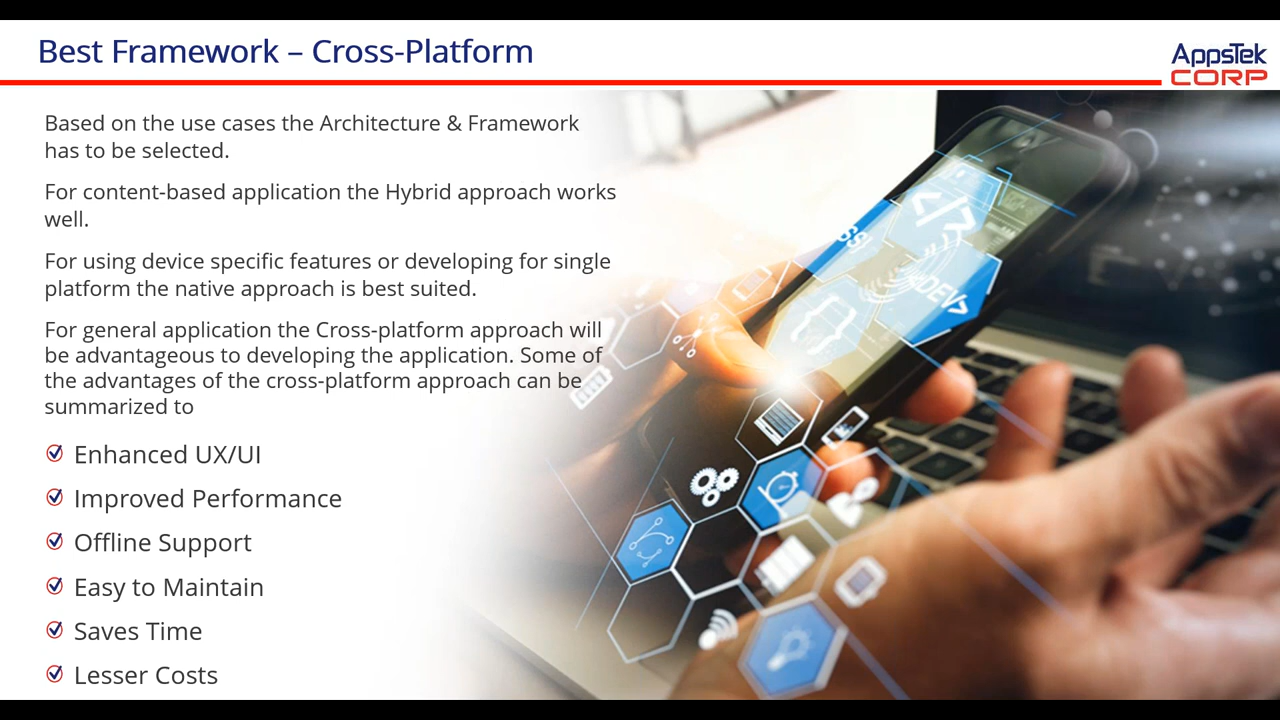 Best Framework – Cross-Platform
AppsTek
CORP
Based on the use cases the Architecture & Framework
has to be selected.
For content-based application the Hybrid approach works
well.
For using device specific features or developing for single
platform the native approach is best suited.
For general application the Cross-platform approach will
be advantageous to developing the application. Some of
the advantages of the cross-platform approach can be
summarized to
Enhanced UX/UI
Improved Performance
Offline Support
Easy to Maintain
Saves Time
Lesser Costs
<//>
DEV>